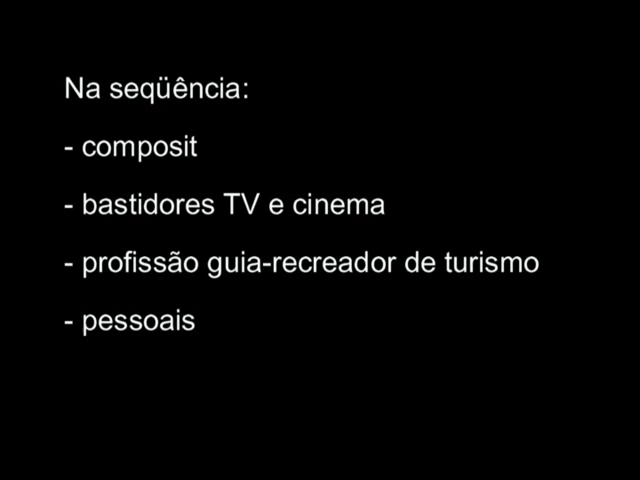 Na seqüência:
- composit
- bastidores TV e cinema
- profissão guia-recreador de turismo
- pessoais